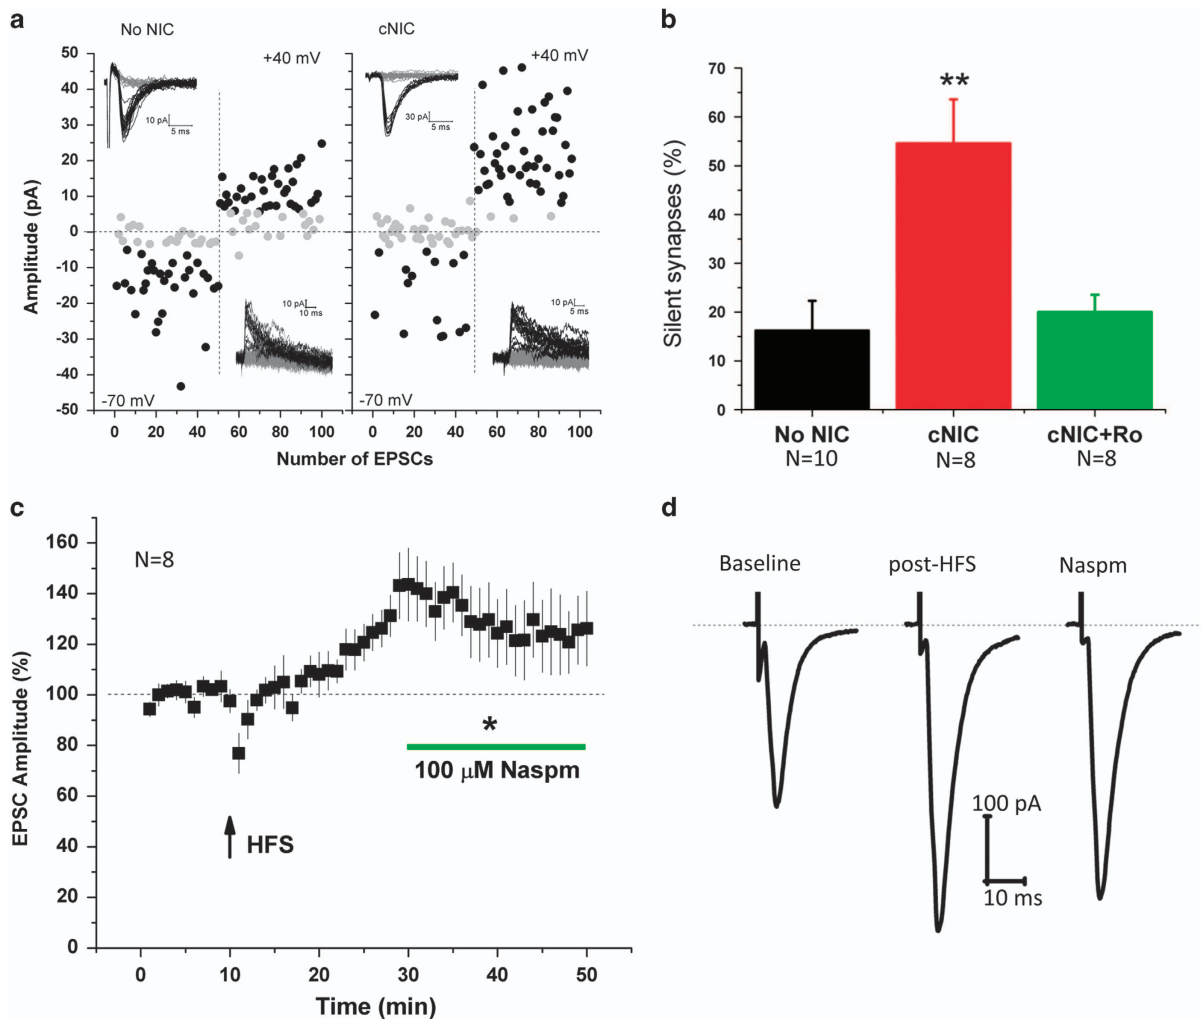 a
No NIC
cNIC
50
40
30
20
10
0
-10
-20
-30
-40
-50
Amplitude (pA)
+40 mV
+40 mV
10 pA
5 ms
30 pA
5 ms
10 pA
10 ms
10 pA
5 ms
-70 mV
-70 mV
0 20 40 60 80 100
0 20 40 60 80 100
Number of EPSCs
b
70
60
50
40
30
20
10
0
Silent synapses (%)
**
No NIC
N=10
cNIC
N=8
cNIC+Ro
N=8
c
160
140
120
100
80
60
40
20
0
EPSC Amplitude (%)
N=8
*
100 µM Naspm
HFS
0 10 20 30 40 50
Time (min)
d
Baseline
post-HFS
Naspm
100 pA
10 ms